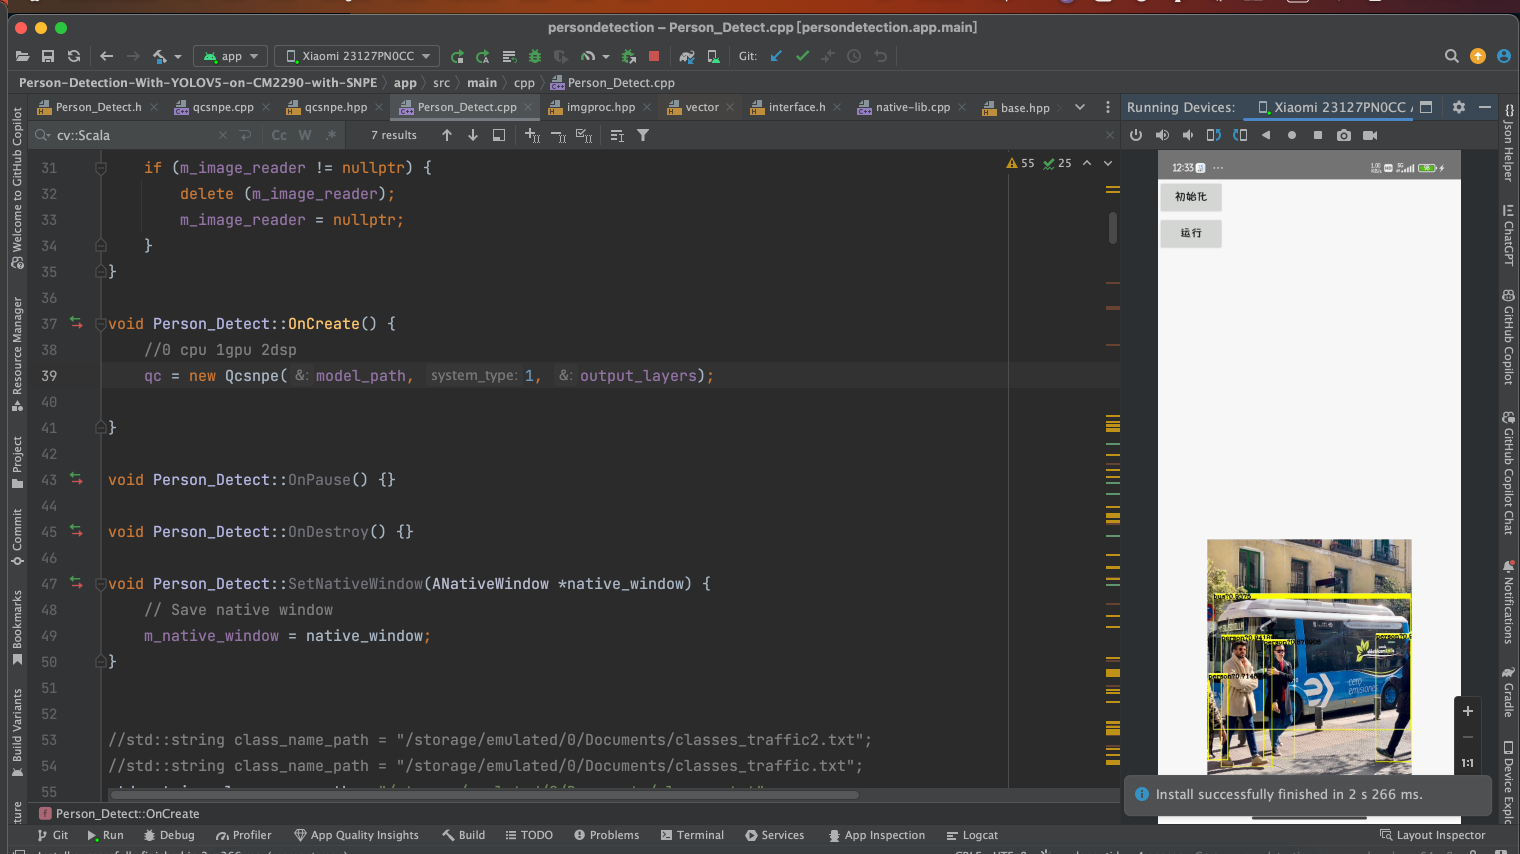 persondetection – Person_Detect.cpp [persondetection.app.main]
app
Xiaomi 23127PN0CC
Git:
Person-Detection-With-YOLOV5-on-CM2290-with-SNPE
app
src
main
cpp
Person_Detect.cpp
Person_Detect.h
qcsnpe.cpp
qcsnpe.hpp
Person_Detect.cpp
imgproc.hpp
vector
interface.h
native-lib.cpp
base.hpp
Running Devices:
Xiaomi 23127PN0CC
cv::Scala
Cc
W
.*
7 results
55
25
31 if (m_image_reader != nullptr) {
32 delete (m_image_reader);
33 m_image_reader = nullptr;
34 }
35 }
36
37 void Person_Detect::OnCreate() {
38 //0 cpu 1gpu 2dsp
39 qc = new Qcsnpe( &: model_path, system_type: 1, &: output_layers);
40
41 }
42
43 void Person_Detect::OnPause() {}
44
45 void Person_Detect::OnDestroy() {}
46
47 void Person_Detect::SetNativeWindow(ANativeWindow *native_window) {
48 // Save native window
49 m_native_window = native_window;
50 }
51
52
53 //std::string class_name_path = "/storage/emulated/0/Documents/classes_traffic2.txt";
54 //std::string class_name_path = "/storage/emulated/0/Documents/classes_traffic.txt";
55
12:33
初始化
运行
1:1
Install successfully finished in 2 s 266 ms.
Welcome to GitHub Copilot
Resource Manager
Project
Commit
Bookmarks
Build Variants
Json Helper
ChatGPT
GitHub Copilot
GitHub Copilot Chat
Notifications
Gradle
Device Explo
Person_Detect::OnCreate
Git
Run
Debug
Profiler
App Quality Insights
Build
TODO
Problems
Terminal
Services
App Inspection
Logcat
Layout Inspector